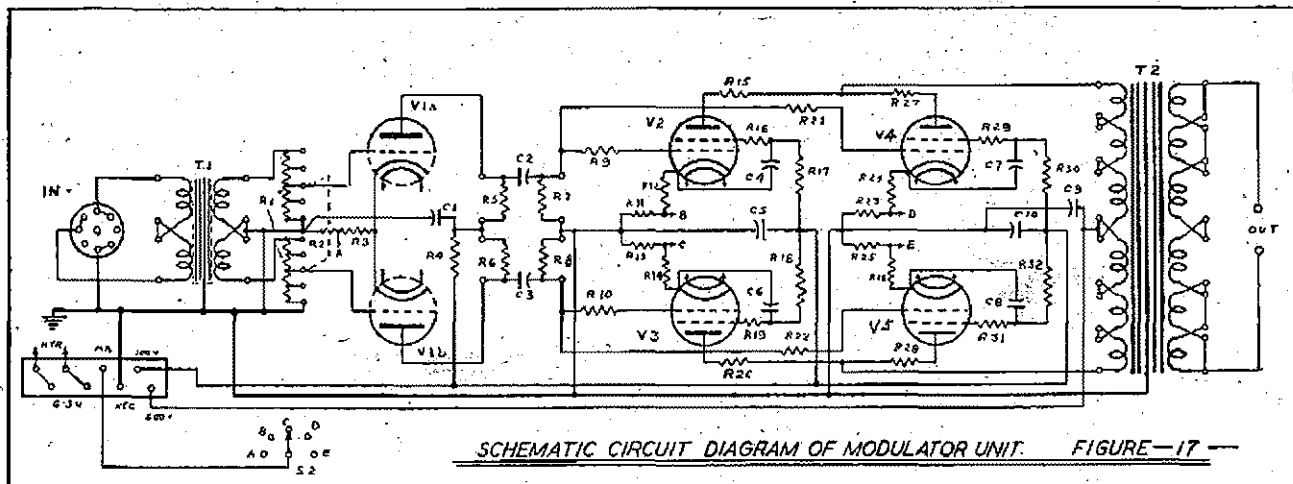 T2
R15
V1a
R27
R21
V2
V4
R16
R29
T1
C2
R9
C7
R30
C4
R17
C9
IN
R5
R11
B
R23
D
C5
C10
R1
C1
OUT
R2
A
R3
R4
R6
R8
R13
C
R25
E
R14
R18
R32
C3
C6
C8
R10
V3
R19
V5
R31
V1b
R22
R28
HTR
6.3V
500V
B
C
D
A
E
S2
SCHEMATIC CIRCUIT DIAGRAM OF MODULATOR UNIT. FIGURE—17